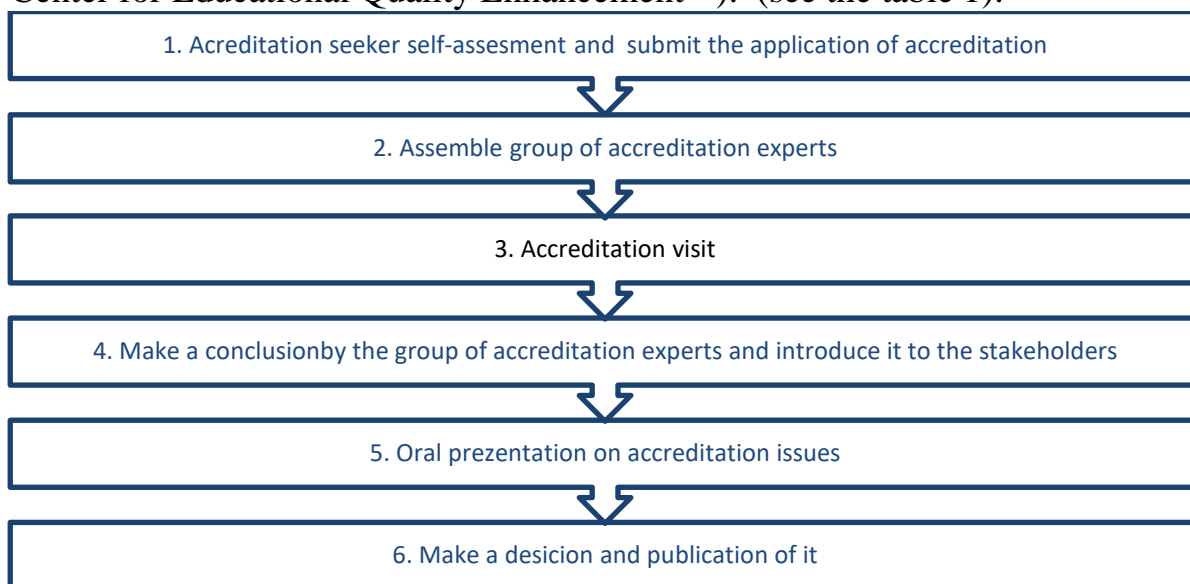 Center for Educational Quality Enhancement"). (see the table 1).
1. Acreditation seeker self-assesment and submit the application of accreditation
2. Assemble group of accreditation experts
3. Accreditation visit
4. Make a conclusionby the group of accreditation experts and introduce it to the stakeholders
5. Oral prezentation on accreditation issues
6. Make a desicion and publication of it